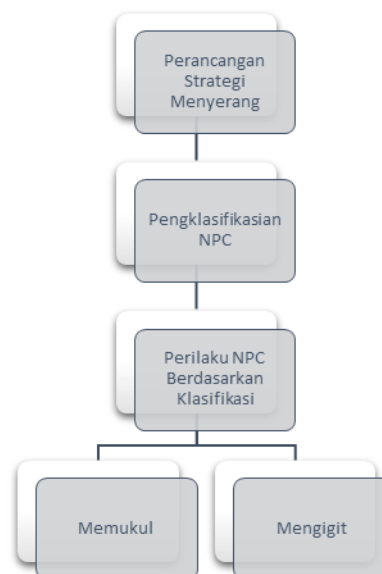 Perancangan
Strategi
Menyerang
Pengklasifikasian
NPC
Perilaku NPC
Berdasarkan
Klasifikasi
Memukul
Mengigit